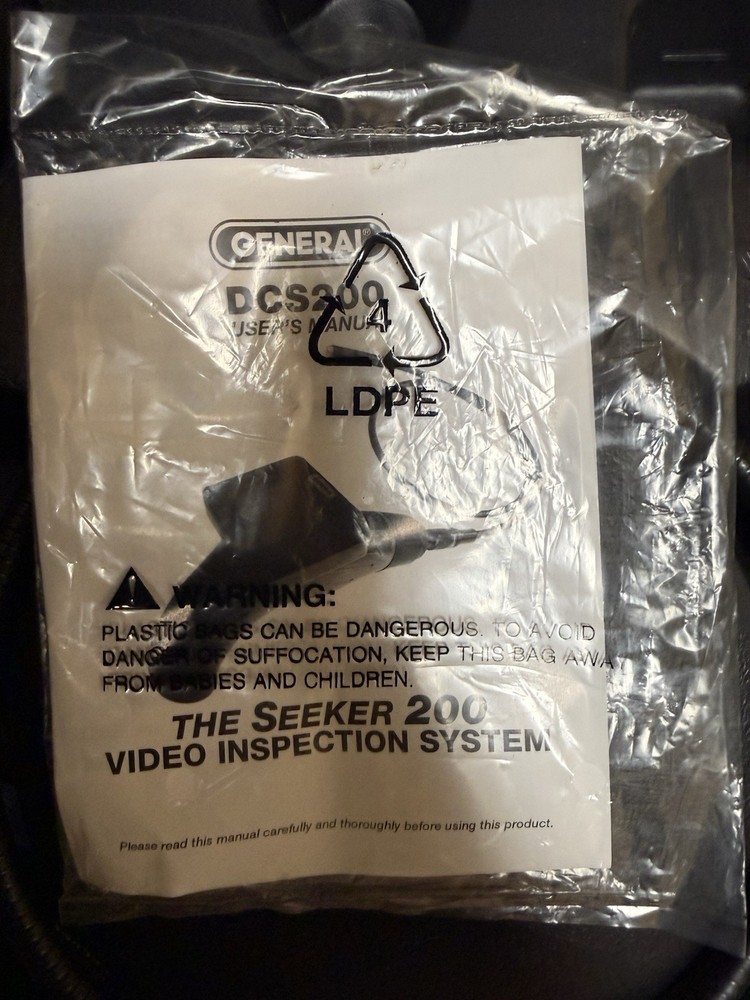 GENERAL®
DCS200
USER'S MANUAL
4
LDPE
WARNING:
PLASTIC BAGS CAN BE DANGEROUS. TO AVOID
DANGER OF SUFFOCATION, KEEP THIS BAG AWA
FROM BABIES AND CHILDREN.
THE SEEKER 200
VIDEO INSPECTION SYSTEM
Please read this manual carefully and thoroughly before using this product.